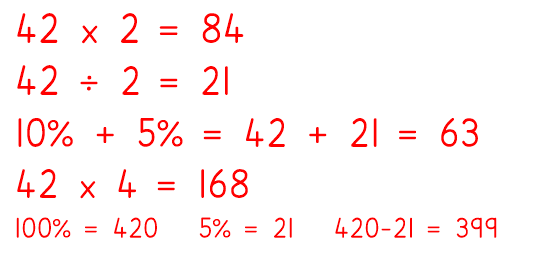 42 x 2 = 84
42 ÷ 2 = 21
10% + 5% = 42 + 21 = 63
42 x 4 = 168
100% = 420 5% = 21 420-21 = 399